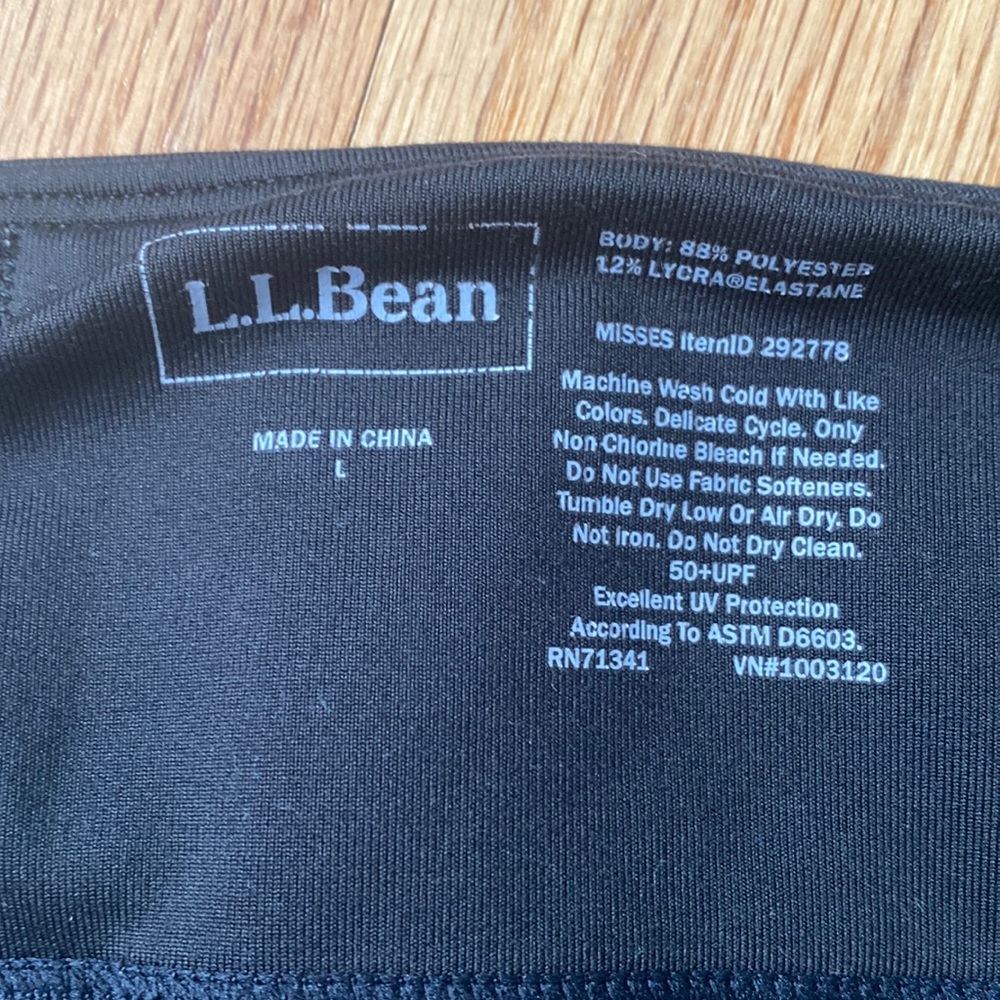 L.L.Bean
MADE IN CHINA
L
BODY: 88% POLYESTER
12% LYCRA®ELASTANE
MISSES ItemID 292778
Machine Wash Cold With Like
Colors. Delicate Cycle. Only
Non-Chlorine Bleach If Needed.
Do Not Use Fabric Softeners.
Tumble Dry Low Or Air Dry. Do
Not Iron. Do Not Dry Clean.
50+UPF
Excellent UV Protection
According To ASTM D6603.
RN71341 VN#1003120